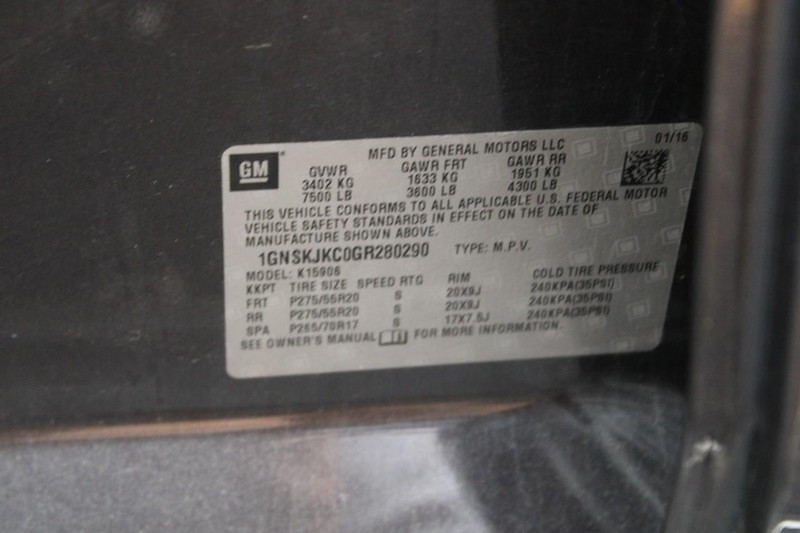 GM
MFD BY GENERAL MOTORS LLC 01/16
GVWR GAWR FRT GAWR RR
3402 KG 1633 KG 1951 KG
7500 LB 3600 LB 4300 LB
THIS VEHICLE CONFORMS TO ALL APPLICABLE U.S. FEDERAL MOTOR
VEHICLE SAFETY STANDARDS IN EFFECT ON THE DATE OF
MANUFACTURE SHOWN ABOVE.
1GNSKJKC0GR280290 TYPE: M.P.V.
MODEL: K15906
KKPT TIRE SIZE SPEED RTG RIM COLD TIRE PRESSURE
FRT P275/55R20 S 20X9J 240KPA(35PSI)
RR P275/55R20 S 20X9J 240KPA(35PSI)
SPA P265/70R17 S 17X7.5J 240KPA(35PSI)
SEE OWNER'S MANUAL FOR MORE INFORMATION.